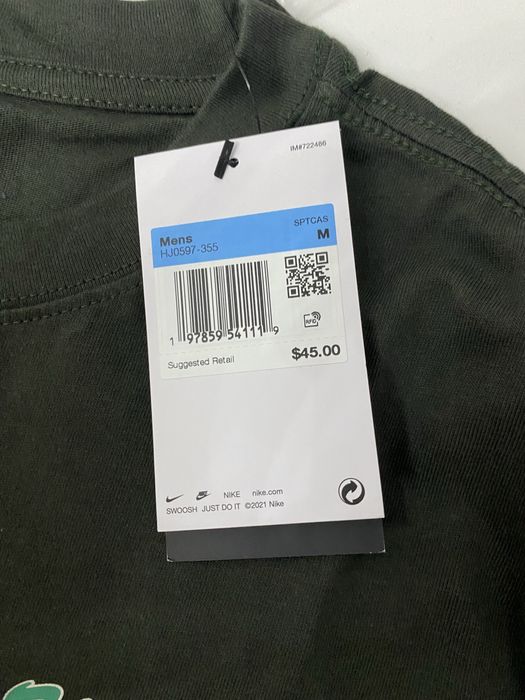 IM#722466
SPTCAS
Mens M
HJ0597-355
RFID
1 97859 54111 9
Suggested Retail $45.00
NIKE nike.com
SWOOSH JUST DO IT ©2021 Nike